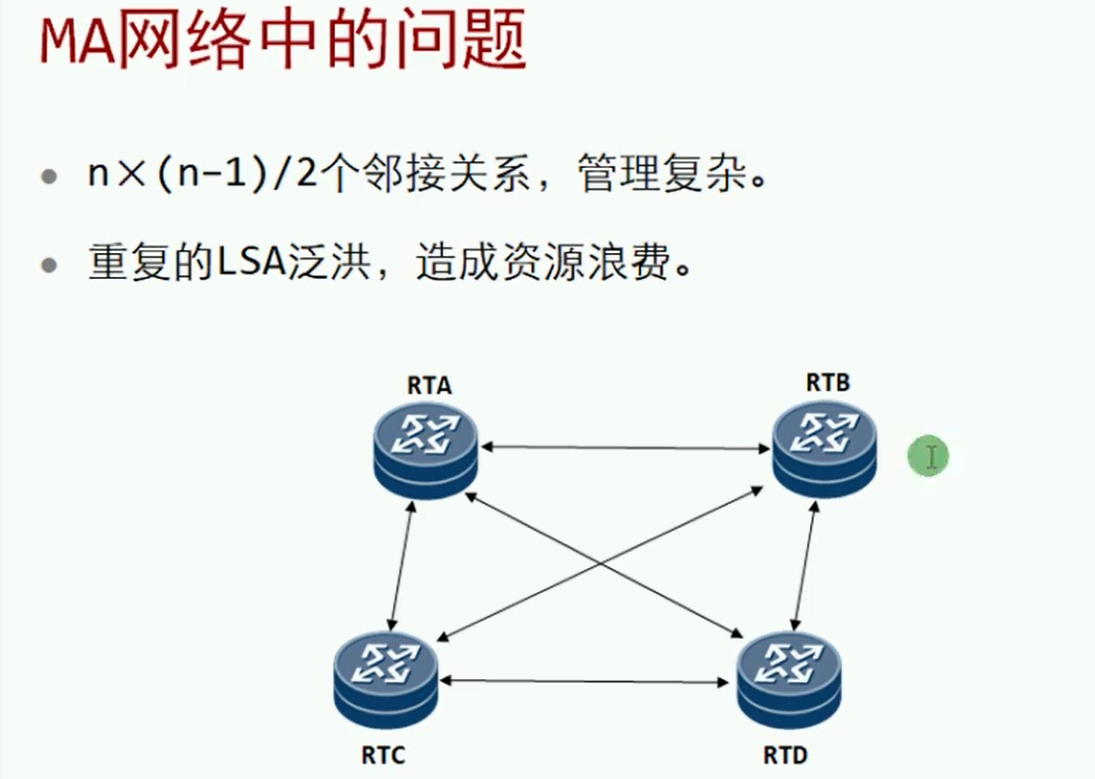 MA网络中的问题
n×(n-1)/2个邻接关系，管理复杂。
重复的LSA泛洪，造成资源浪费。
RTA
RTB
RTC
RTD